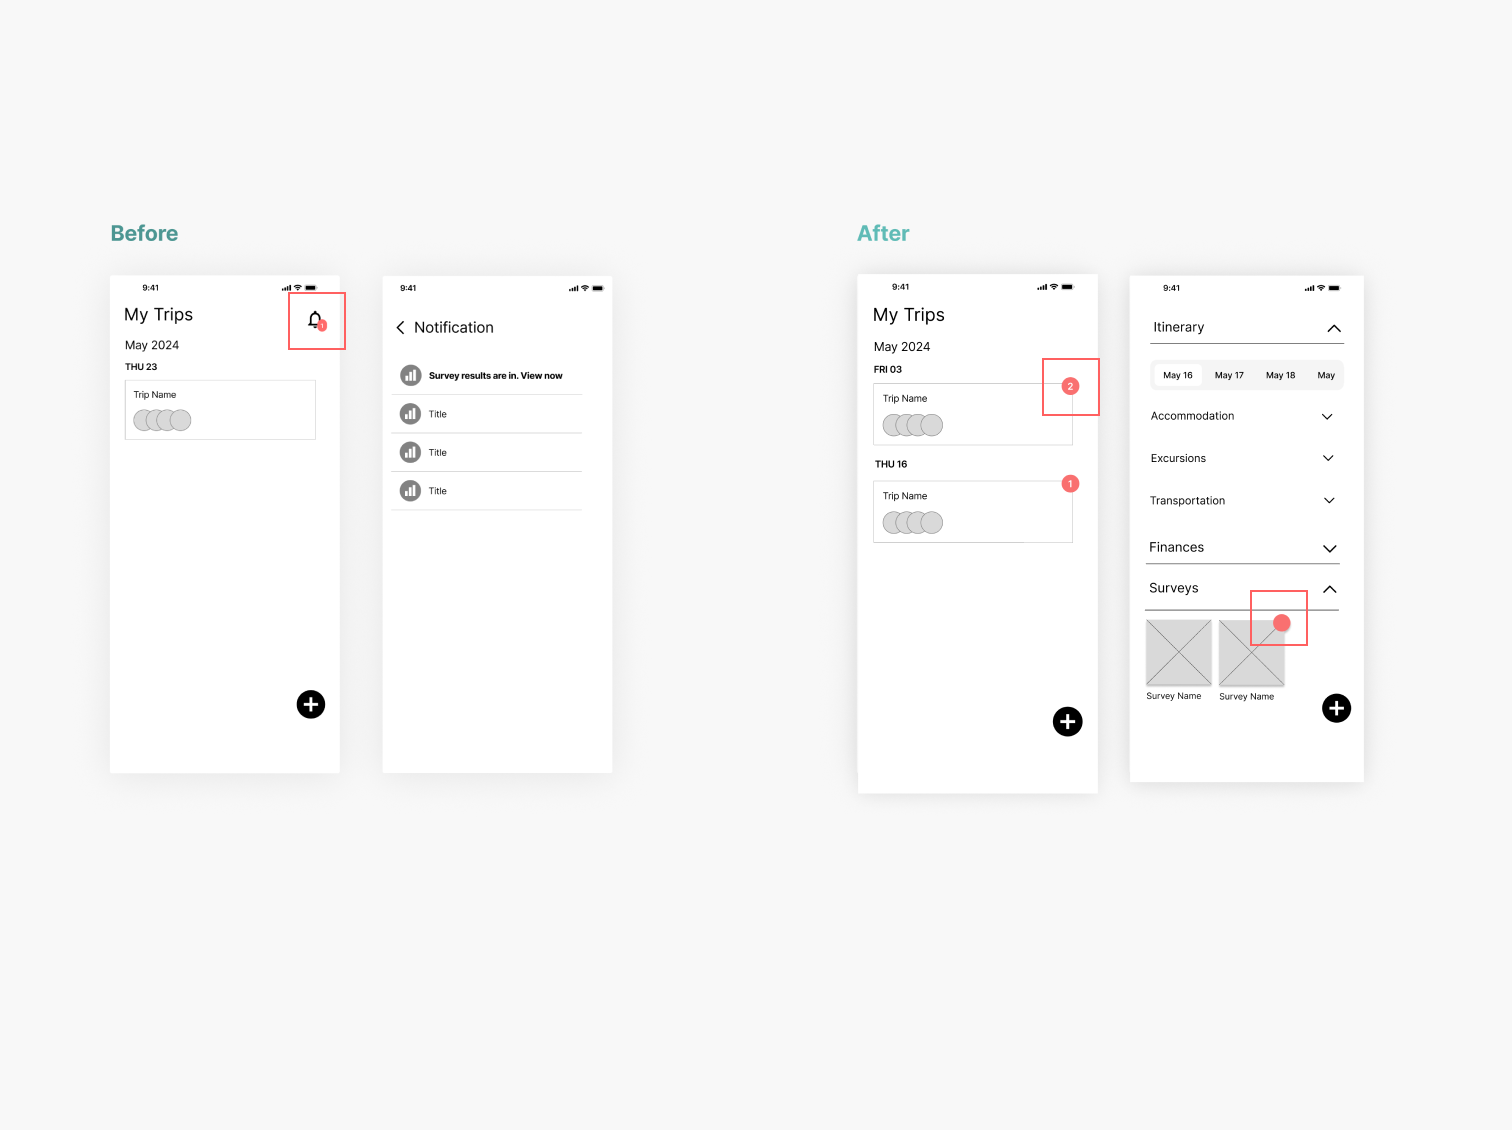 Before
9:41
My Trips
1
May 2024
THU 23
Trip Name
9:41
Notification
Survey results are in. View now
Title
Title
Title
After
9:41
My Trips
May 2024
FRI 03
2
Trip Name
THU 16
1
Trip Name
9:41
Itinerary
May 16 May 17 May 18 May
Accommodation
Excursions
Transportation
Finances
Surveys
Survey Name Survey Name